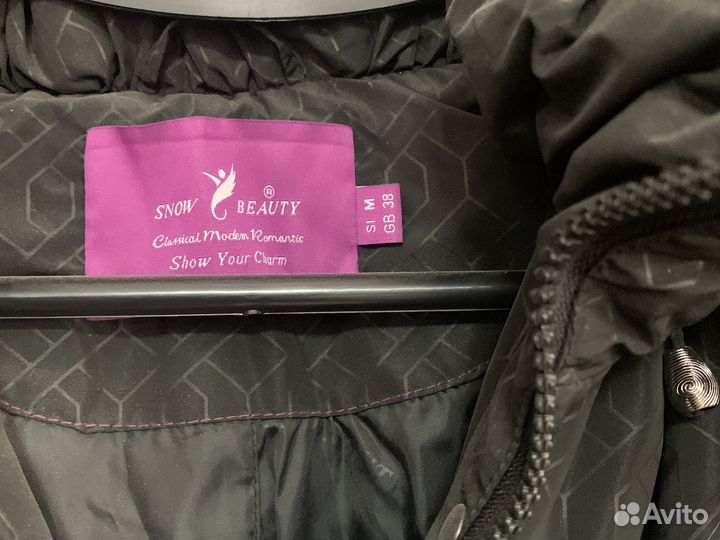 SNOW BEAUTY ®
Classical Modern Romantic
Show Your Charm
SI M
GB 38
Avito